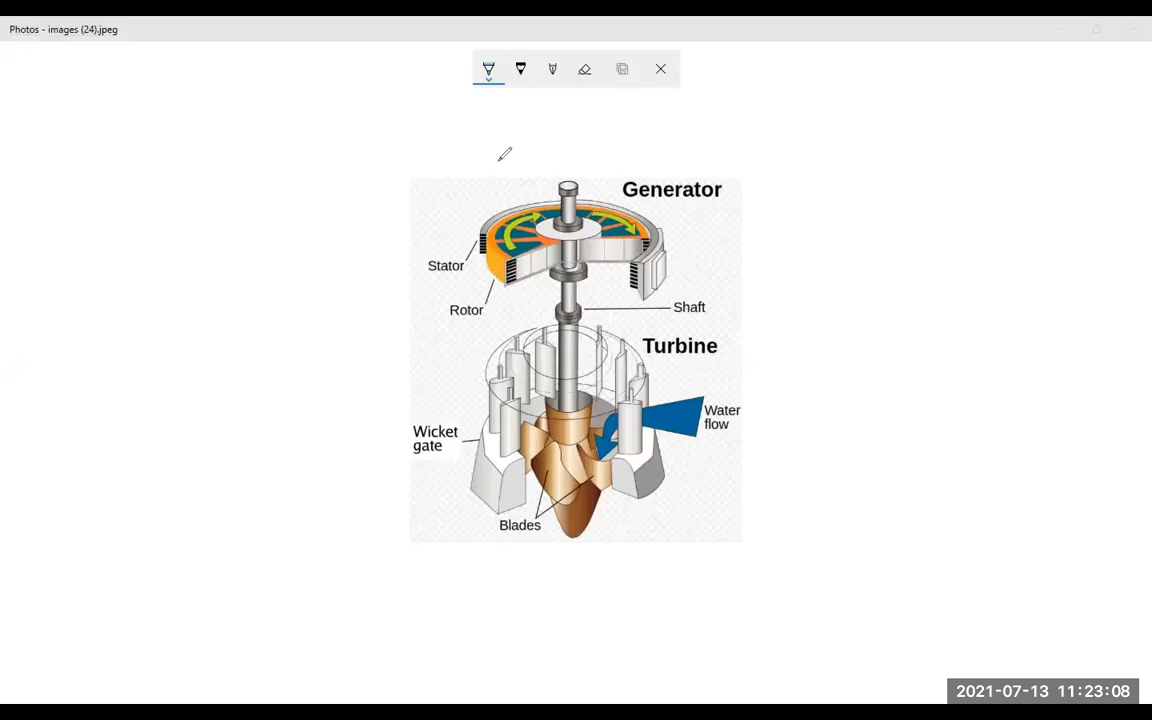 Photos - images (24).jpeg
Generator
Stator
Rotor
Shaft
Turbine
Water
flow
Wicket
gate
Blades
2021-07-13 11:23:08